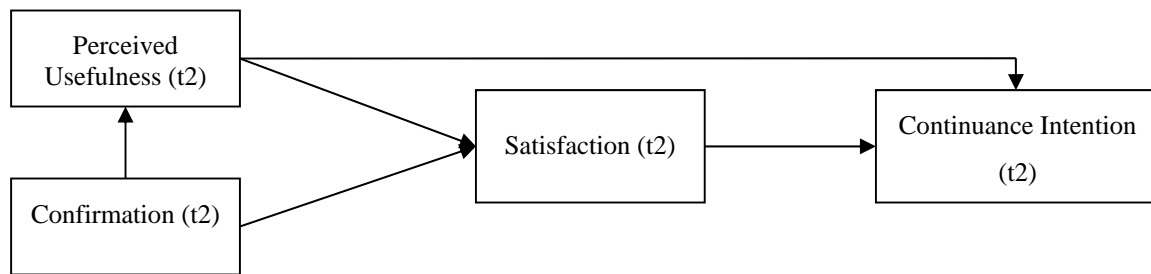 Perceived
Usefulness (t2)
Satisfaction (t2)
Continuance Intention
(t2)
Confirmation (t2)